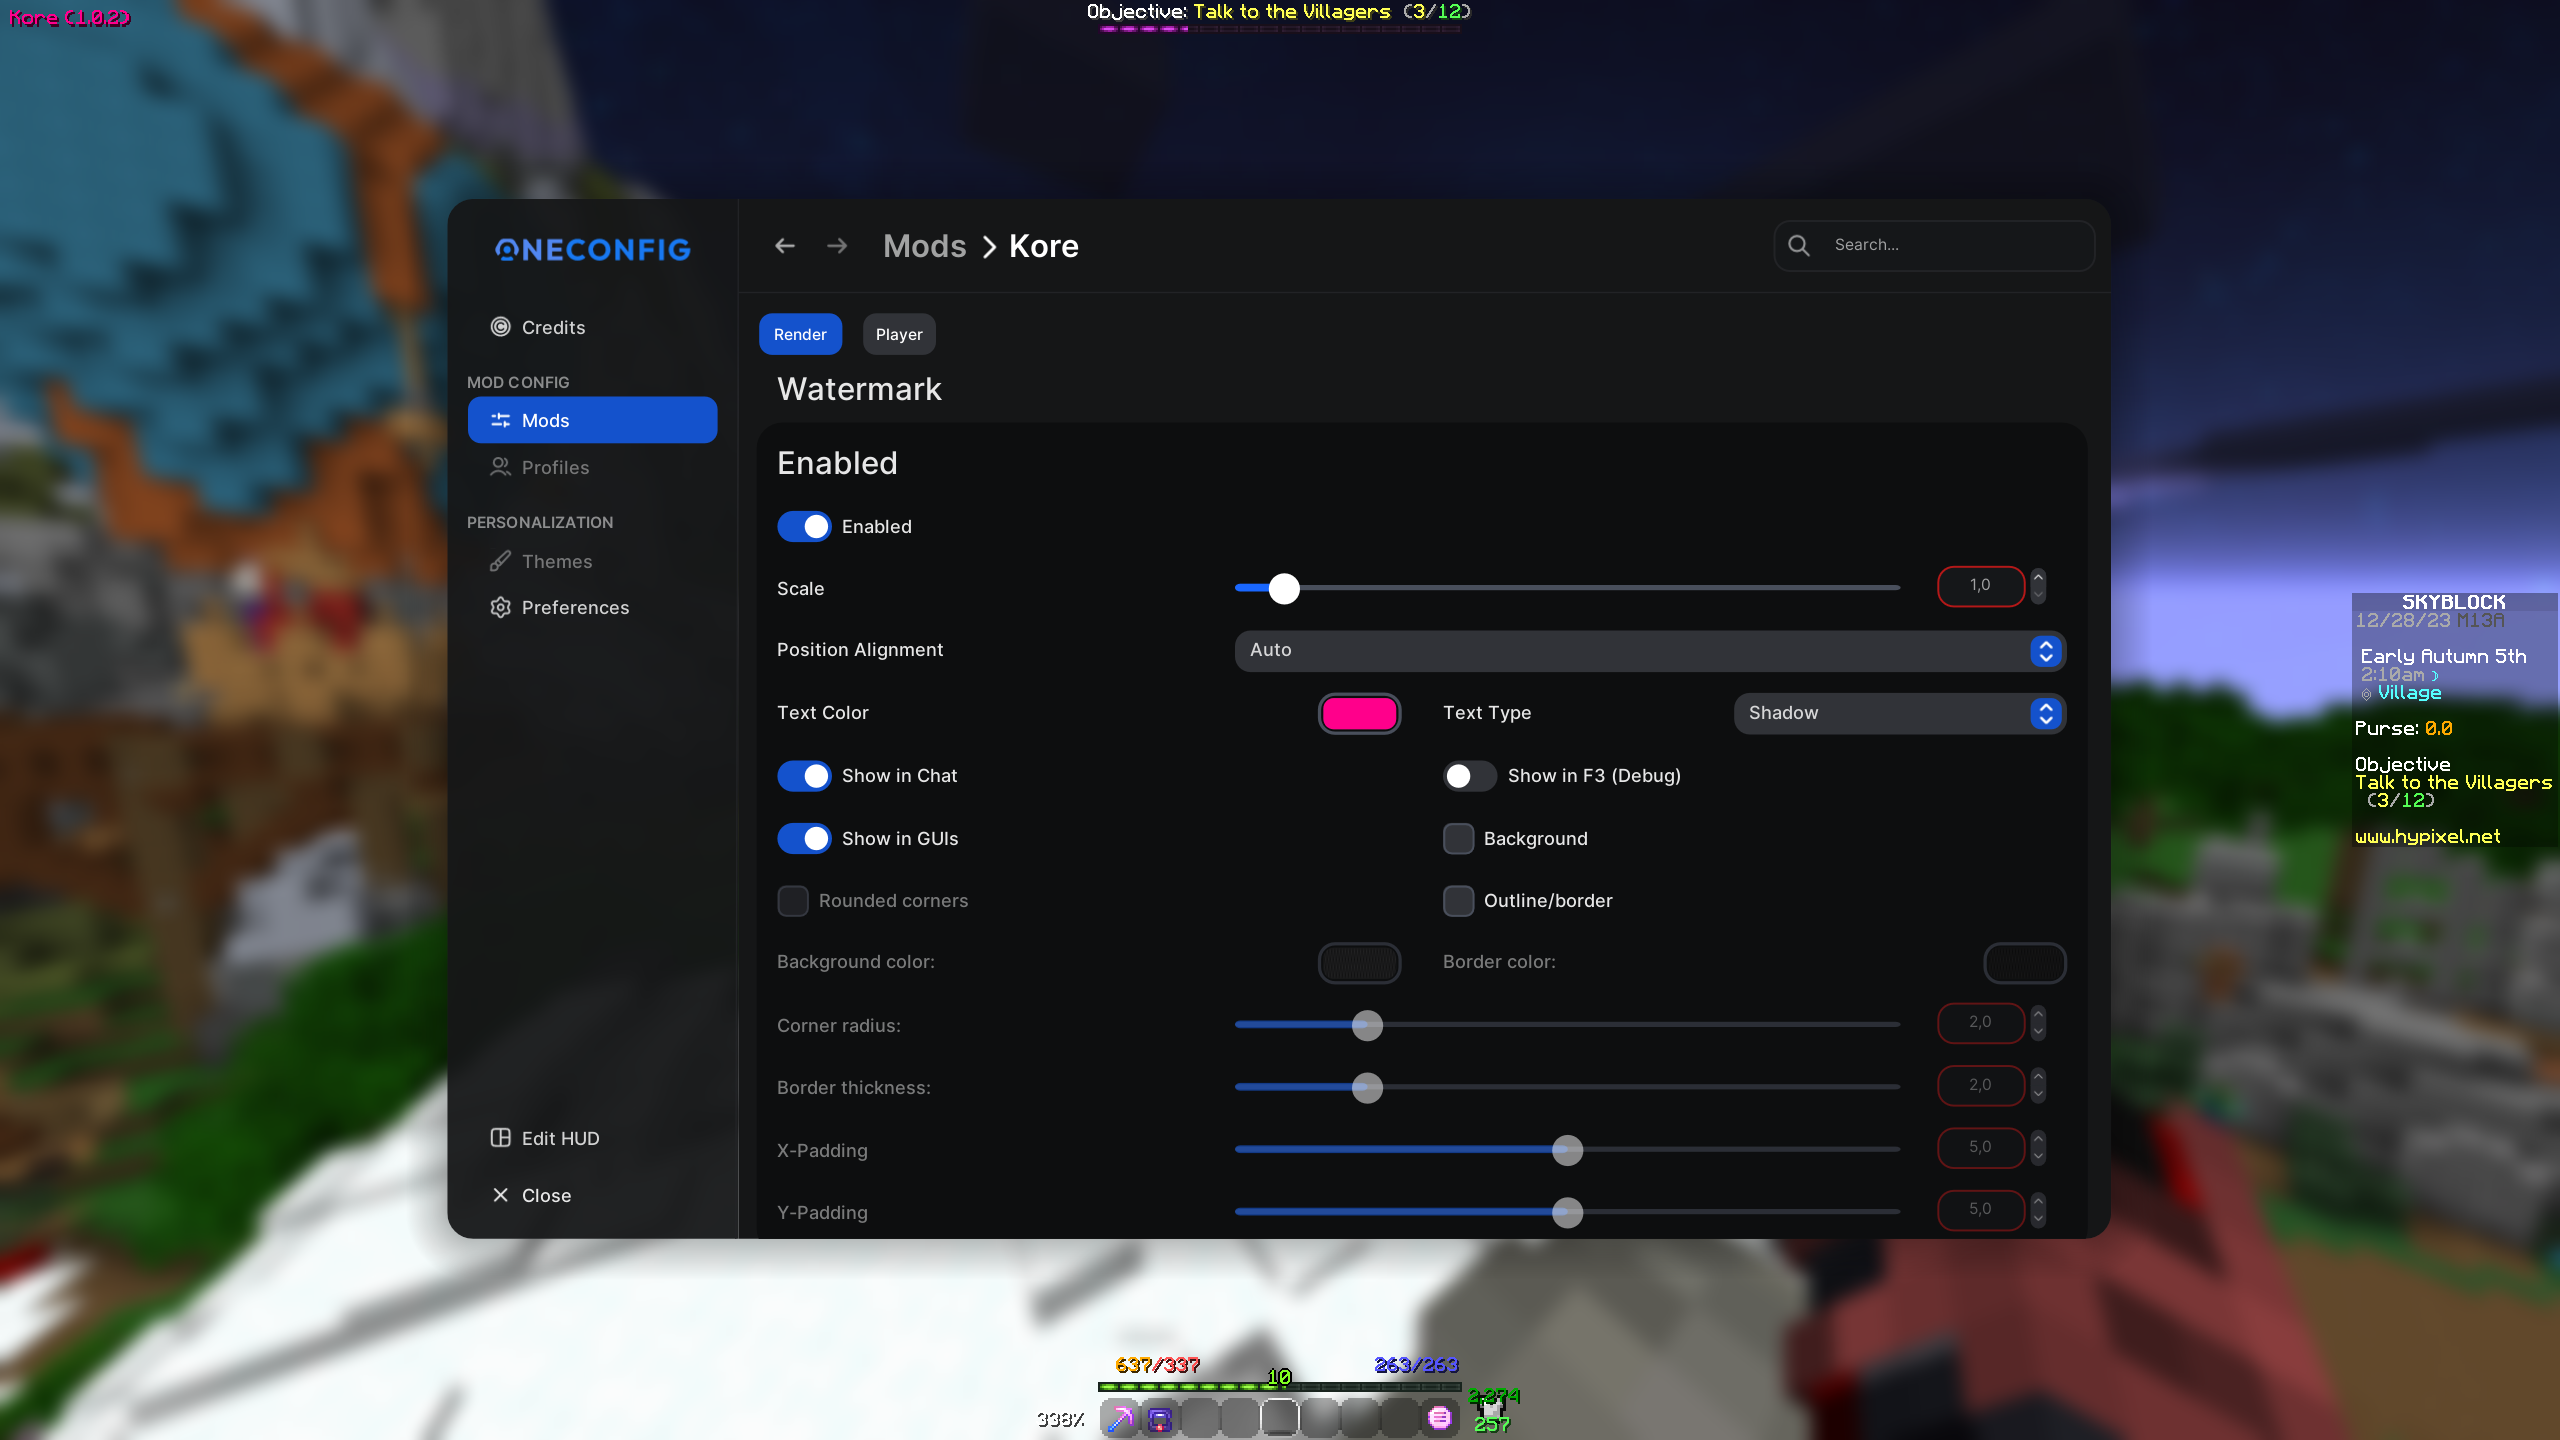 Kore (1.0.2)
Objective: Talk to the Villagers (3/12)
ONECONFIG
Mods
Kore
Search...
Credits
Render
Player
MOD CONFIG
Mods
Profiles
PERSONALIZATION
Themes
Preferences
Edit HUD
Close
Watermark
Enabled
Enabled
Scale
1,0
Position Alignment
Auto
Text Color
Text Type
Shadow
Show in Chat
Show in F3 (Debug)
Show in GUIs
Background
Rounded corners
Outline/border
Background color:
Border color:
Corner radius:
2,0
Border thickness:
2,0
X-Padding
5,0
Y-Padding
5,0
SKYBLOCK
12/28/23 M13A
Early Autumn 5th
2:10am
Village
Purse: 0.0
Objective
Talk to the Villagers
(3/12)
www.hypixel.net
637/337
10
263/263
338%
2,274
257